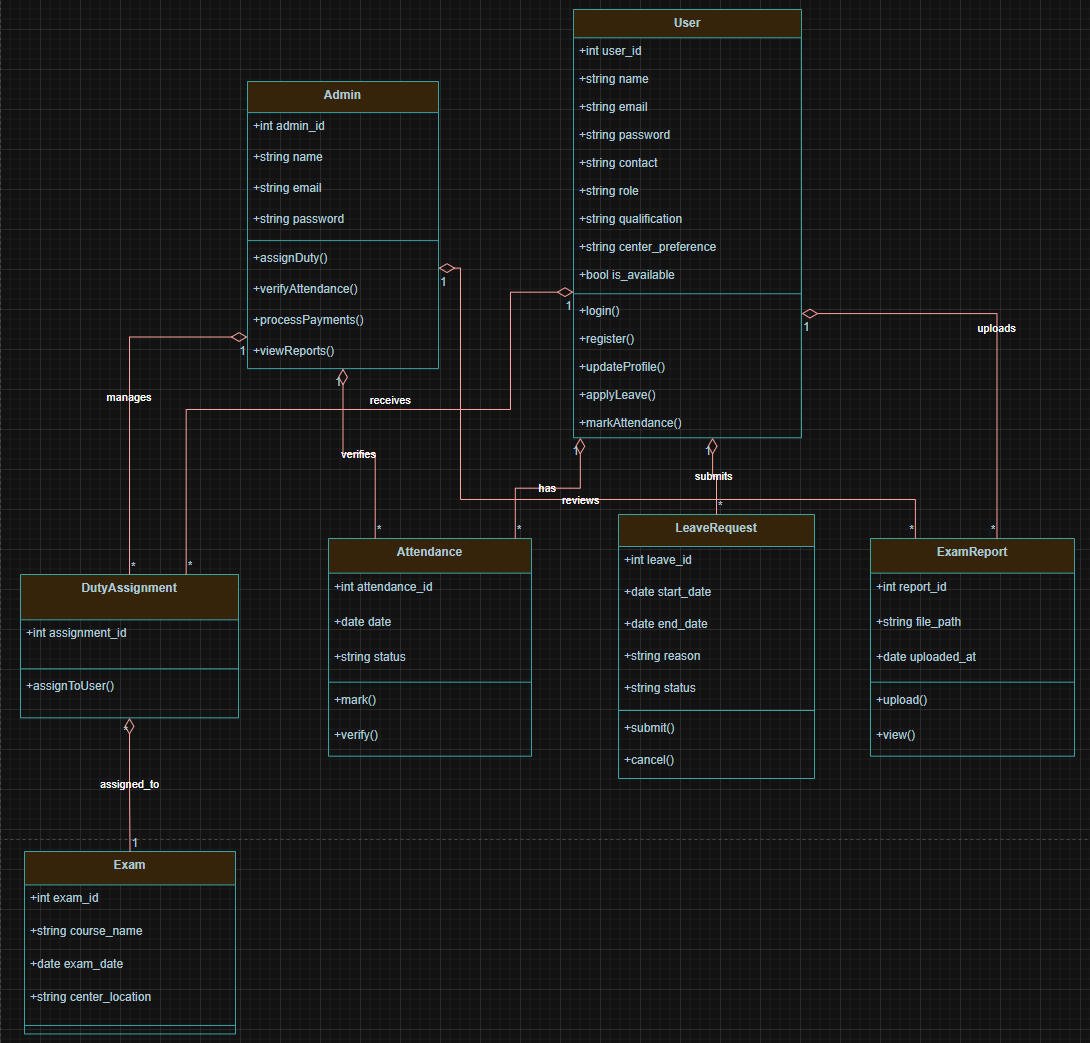 User
+int user_id
+string name
+string email
+string password
+string contact
+string role
+string qualification
+string center_preference
+bool is_available
+login()
+register()
+updateProfile()
+applyLeave()
+markAttendance()
Admin
+int admin_id
+string name
+string email
+string password
+assignDuty()
+verifyAttendance()
+processPayments()
+viewReports()
1
1
1
1
1
1
1
manages
receives
verifies
has
reviews
submits
uploads
*
*
*
*
*
*
*
DutyAssignment
+int assignment_id
+assignToUser()
Attendance
+int attendance_id
+date date
+string status
+mark()
+verify()
LeaveRequest
+int leave_id
+date start_date
+date end_date
+string reason
+string status
+submit()
+cancel()
ExamReport
+int report_id
+string file_path
+date uploaded_at
+upload()
+view()
*
assigned_to
1
Exam
+int exam_id
+string course_name
+date exam_date
+string center_location